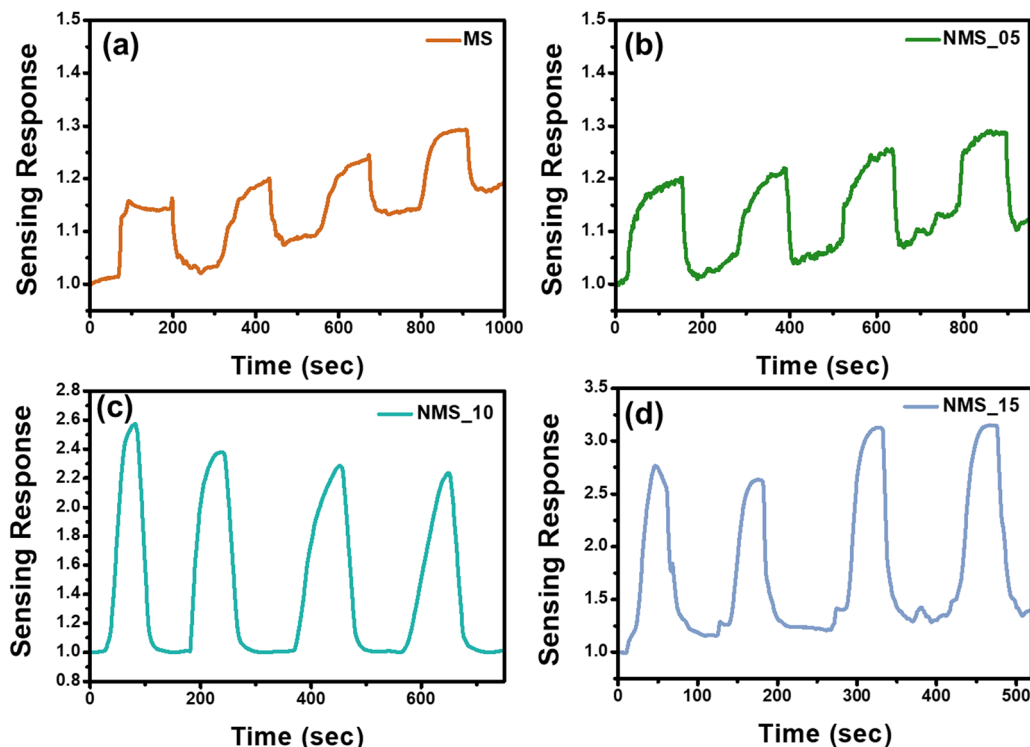 (a)
MS
Sensing Response
1.5
1.4
1.3
1.2
1.1
1.0
0 200 400 600 800 1000
Time (sec)
(b)
NMS_05
Sensing Response
1.5
1.4
1.3
1.2
1.1
1.0
0 200 400 600 800
Time (sec)
(c)
NMS_10
Sensing Response
2.8
2.6
2.4
2.2
2.0
1.8
1.6
1.4
1.2
1.0
0.8
0 200 400 600
Time (sec)
(d)
NMS_15
Sensing Response
3.5
3.0
2.5
2.0
1.5
1.0
0 100 200 300 400 500
Time (sec)